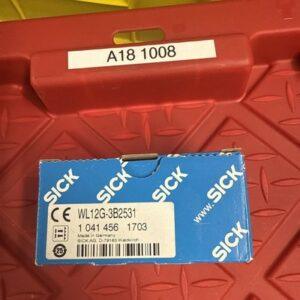 A18 1008
SICK
www.sick.com
SICK
SICK
CE WL12G-3B2531
1 041 456 1703
Made in Germany
SICK AG, D-79183 Waldkirch